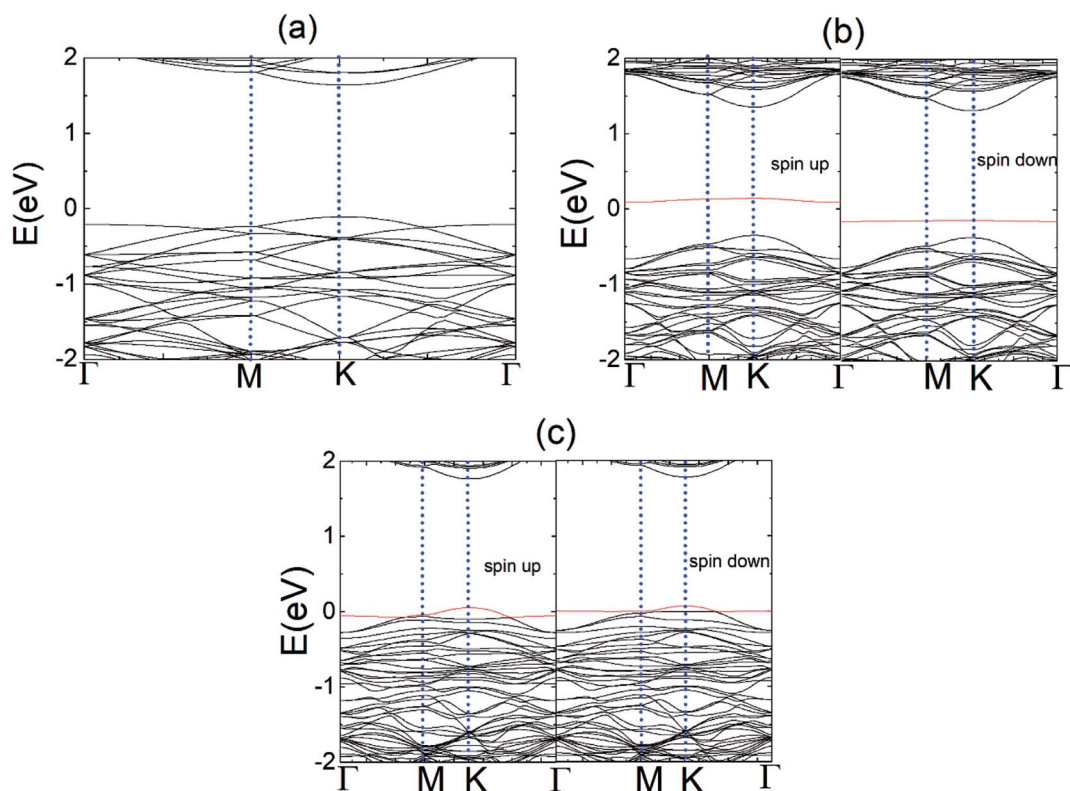 (a)
(b)
2
1
0
-1
-2
E(eV)
Γ
M
K
Γ
2
1
0
-1
-2
E(eV)
spin up
spin down
Γ
M
K
Γ
M
K
Γ
(c)
2
1
0
-1
-2
E(eV)
spin up
spin down
Γ
M
K
Γ
M
K
Γ